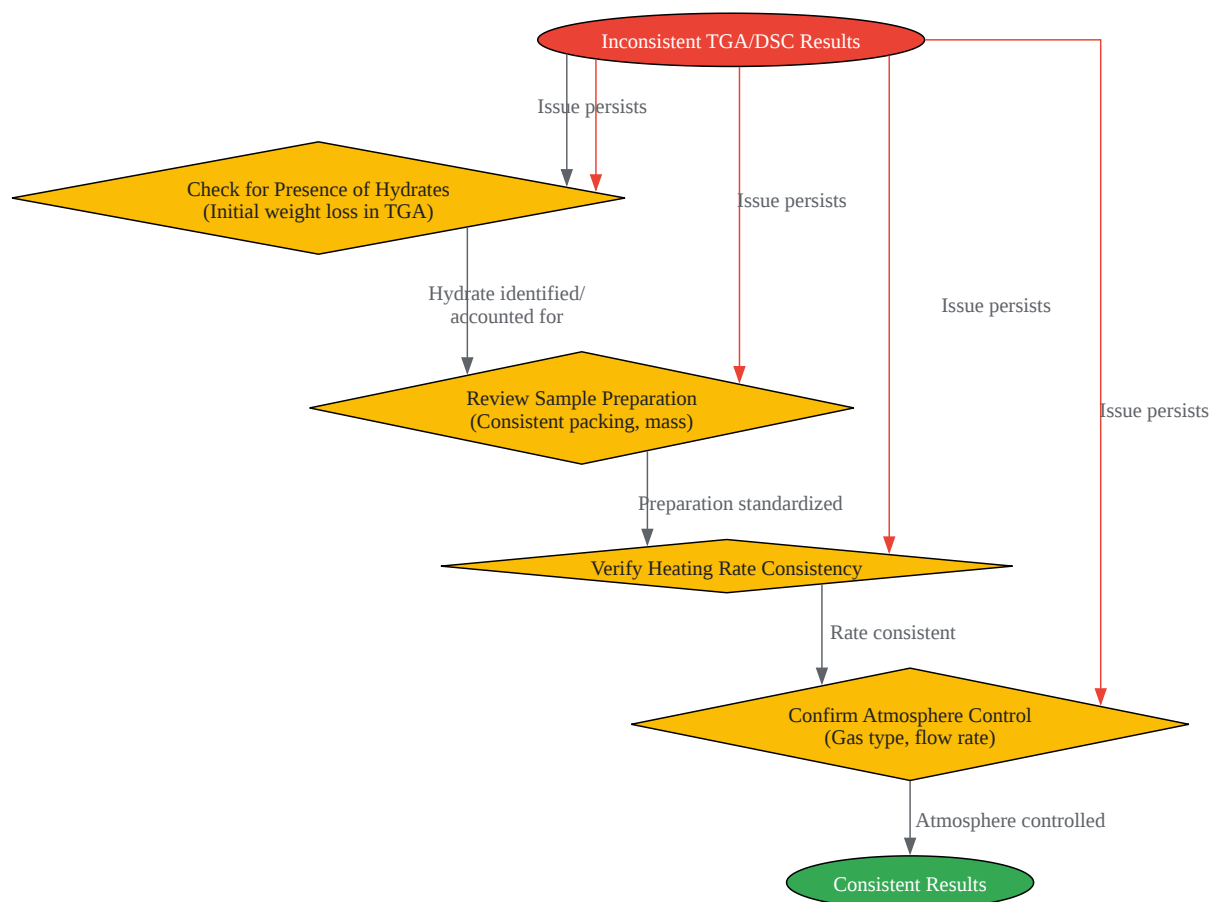 Inconsistent TGA/DSC Results
Issue persists
Check for Presence of Hydrates
(Initial weight loss in TGA)
Issue persists
Hydrate identified/
accounted for
Issue persists
Review Sample Preparation
(Consistent packing, mass)
Issue persists
Preparation standardized
Verify Heating Rate Consistency
Rate consistent
Confirm Atmosphere Control
(Gas type, flow rate)
Atmosphere controlled
Consistent Results